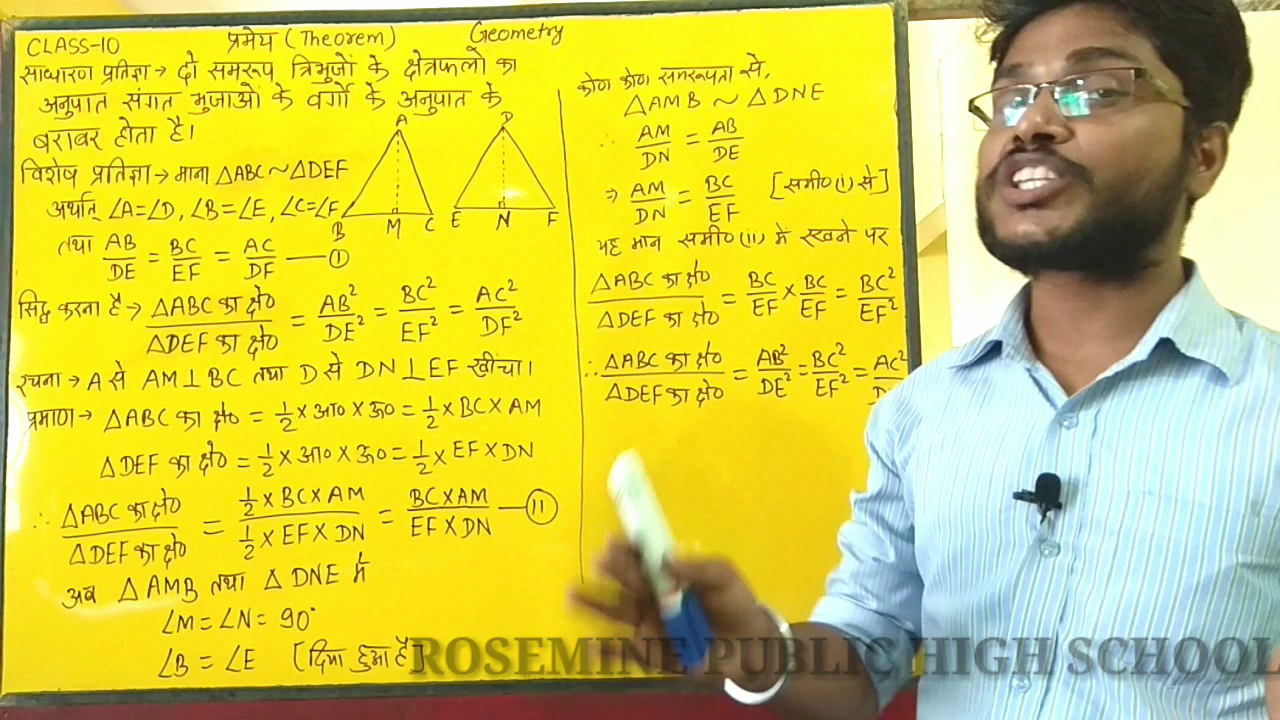 CLASS-10 प्रमेय (Theorem) Geometry
साधारण प्रतिज्ञा → दो समरूप त्रिभुजों के क्षेत्रफलों का
अनुपात संगत भुजाओं के वर्गों के अनुपात के
बराबर होता है।
विशेष प्रतिज्ञा → माना △ABC ~ △DEF
अर्थात् ∠A=∠D, ∠B=∠E, ∠C=∠F
तथा AB/DE = BC/EF = AC/DF —— ①
A
B M C
D
E N F
सिद्ध करना है → △ABC का क्षे०/△DEF का क्षे० = AB²/DE² = BC²/EF² = AC²/DF²
रचना → A से AM⊥BC तथा D से DN⊥EF खींचा।
प्रमाण → △ABC का क्षे० = 1/2 × आ० × ऊ० = 1/2 × BC × AM
△DEF का क्षे० = 1/2 × आ० × ऊ० = 1/2 × EF × DN
∴ △ABC का क्षे०/△DEF का क्षे० = 1/2 × BC × AM/1/2 × EF × DN = BC × AM/EF × DN —— ⑪
अब △AMB तथा △DNE में
∠M = ∠N = 90°
∠B = ∠E [दिया हुआ है]
कोण कोण समरूपता से,
△AMB ~ △DNE
∴ AM/DN = AB/DE
⇒ AM/DN = BC/EF [समी० (i) से]
यह मान समी० (ii) में रखने पर
△ABC का क्षे०/△DEF का क्षे० = BC/EF × BC/EF = BC²/EF²
∴ △ABC का क्षे०/△DEF का क्षे० = AB²/DE² = BC²/EF² = AC²/D
ROSEMINE PUBLIC HIGH SCHOOL